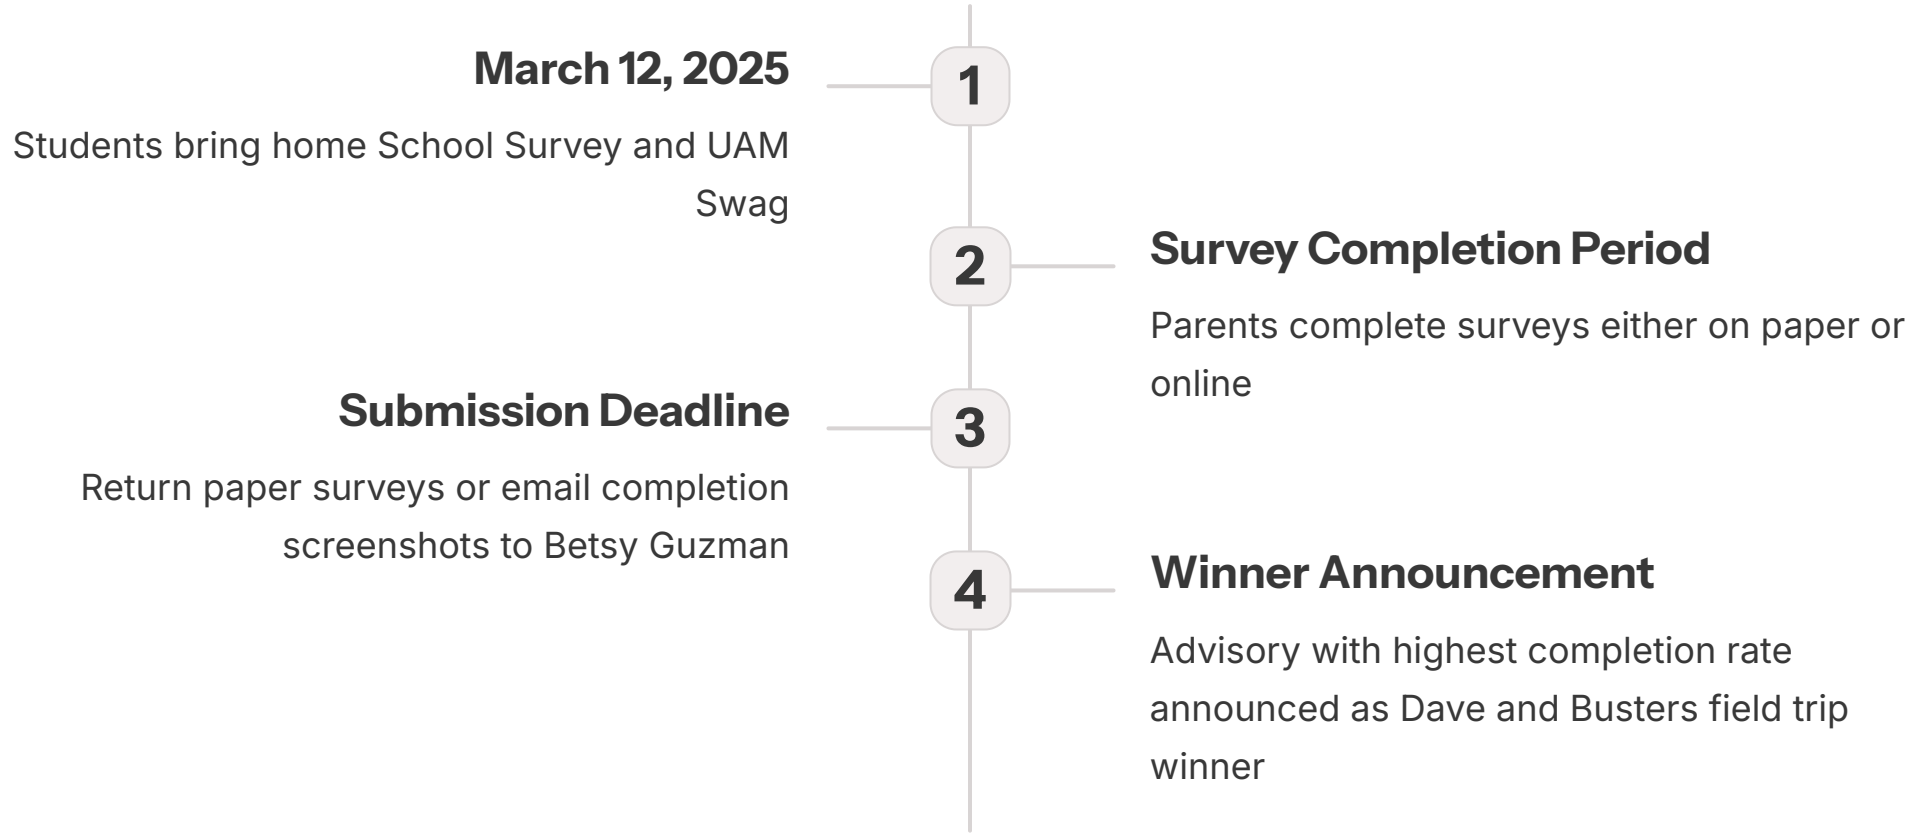 1
March 12, 2025
Students bring home School Survey and UAM
Swag
2
Survey Completion Period
Parents complete surveys either on paper or
online
3
Submission Deadline
Return paper surveys or email completion
screenshots to Betsy Guzman
4
Winner Announcement
Advisory with highest completion rate
announced as Dave and Busters field trip
winner